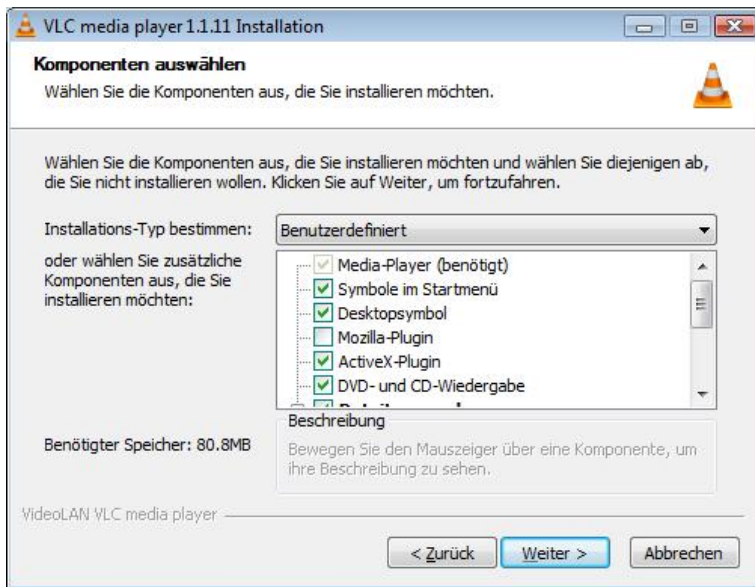 VLC media player 1.1.11 Installation
Komponenten auswählen
Wählen Sie die Komponenten aus, die Sie installieren möchten.
Wählen Sie die Komponenten aus, die Sie installieren möchten und wählen Sie diejenigen ab,
die Sie nicht installieren wollen. Klicken Sie auf Weiter, um fortzufahren.
Installations-Typ bestimmen:
Benutzerdefiniert
oder wählen Sie zusätzliche
Komponenten aus, die Sie
installieren möchten:
Media-Player (benötigt)
Symbole im Startmenü
Desktopsymbol
Mozilla-Plugin
ActiveX-Plugin
DVD- und CD-Wiedergabe
Benötigter Speicher: 80.8MB
Beschreibung
Bewegen Sie den Mauszeiger über eine Komponente, um
ihre Beschreibung zu sehen.
VideoLAN VLC media player
< Zurück
Weiter >
Abbrechen